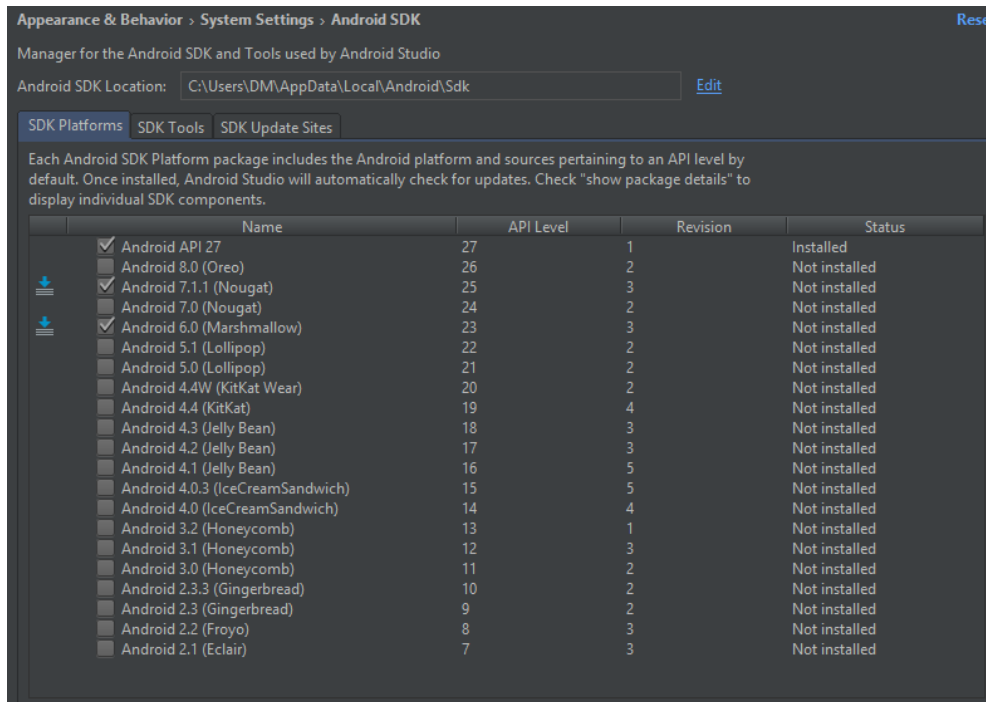 Appearance & Behavior › System Settings › Android SDK
Manager for the Android SDK and Tools used by Android Studio
Android SDK Location: C:\Users\DM\AppData\Local\Android\Sdk Edit
SDK Platforms SDK Tools SDK Update Sites
Each Android SDK Platform package includes the Android platform and sources pertaining to an API level by
default. Once installed, Android Studio will automatically check for updates. Check "show package details" to
display individual SDK components.
Name API Level Revision Status
Android API 27 27 1 Installed
Android 8.0 (Oreo) 26 2 Not installed
Android 7.1.1 (Nougat) 25 3 Not installed
Android 7.0 (Nougat) 24 2 Not installed
Android 6.0 (Marshmallow) 23 3 Not installed
Android 5.1 (Lollipop) 22 2 Not installed
Android 5.0 (Lollipop) 21 2 Not installed
Android 4.4W (KitKat Wear) 20 2 Not installed
Android 4.4 (KitKat) 19 4 Not installed
Android 4.3 (Jelly Bean) 18 3 Not installed
Android 4.2 (Jelly Bean) 17 3 Not installed
Android 4.1 (Jelly Bean) 16 5 Not installed
Android 4.0.3 (IceCreamSandwich) 15 5 Not installed
Android 4.0 (IceCreamSandwich) 14 4 Not installed
Android 3.2 (Honeycomb) 13 1 Not installed
Android 3.1 (Honeycomb) 12 3 Not installed
Android 3.0 (Honeycomb) 11 2 Not installed
Android 2.3.3 (Gingerbread) 10 2 Not installed
Android 2.3 (Gingerbread) 9 2 Not installed
Android 2.2 (Froyo) 8 3 Not installed
Android 2.1 (Eclair) 7 3 Not installed